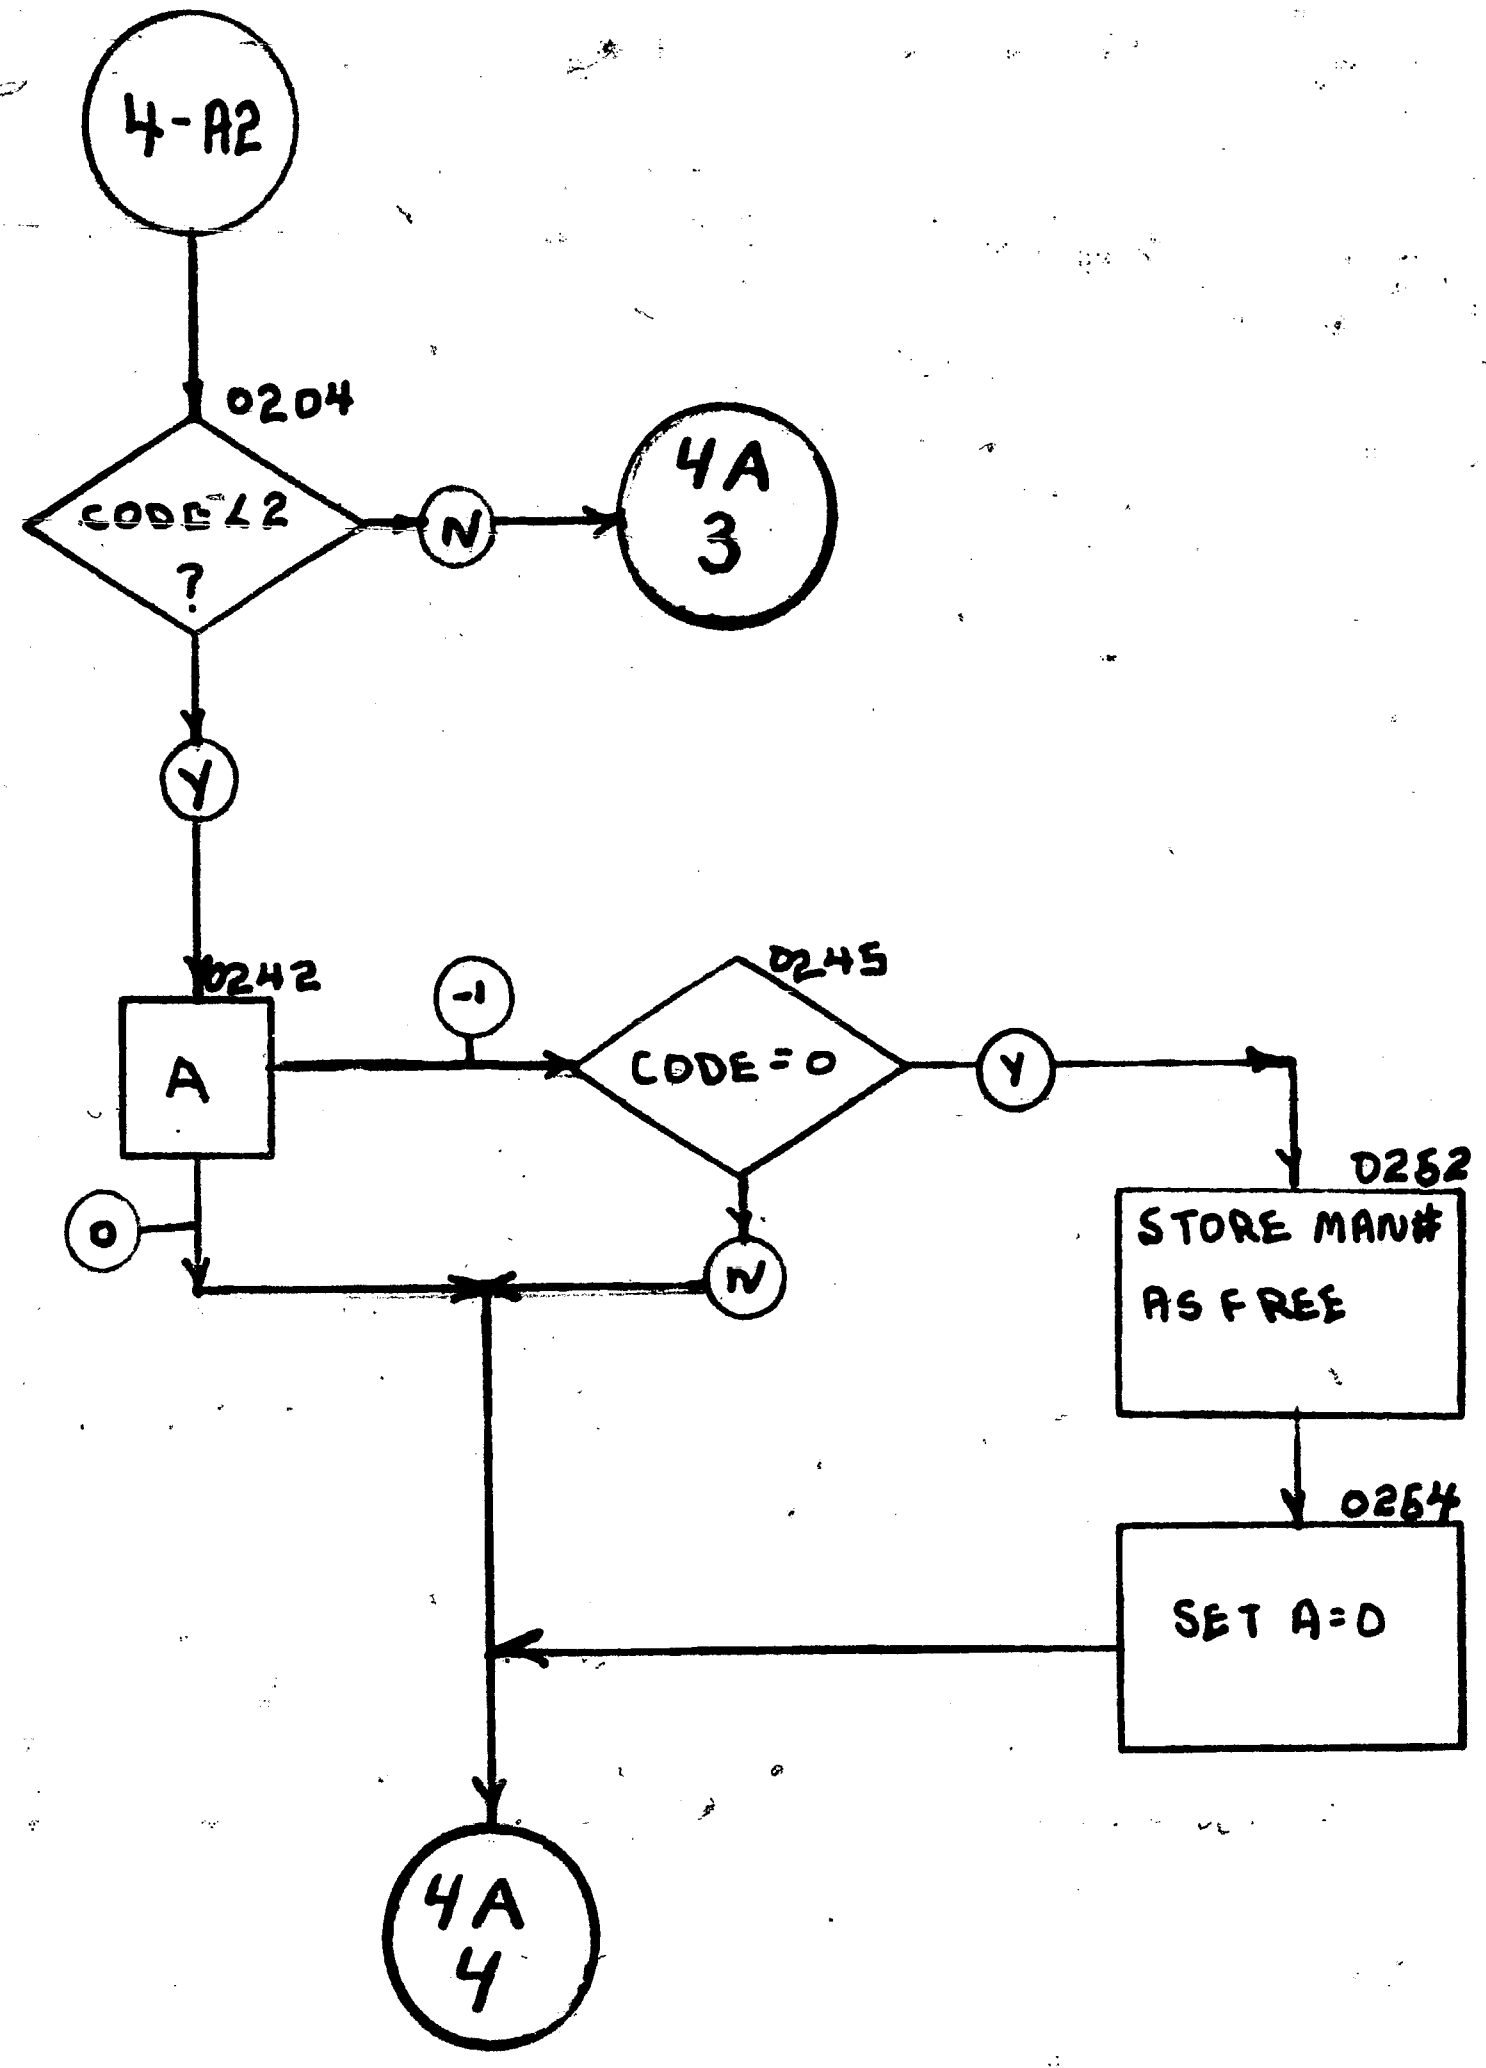 4-A2
0204
CODE<2
?
N
4A
3
Y
0242
A
-1
0245
CODE=0
Y
0
N
0252
STORE MAN#
AS FREE
0254
SET A=0
4A
4